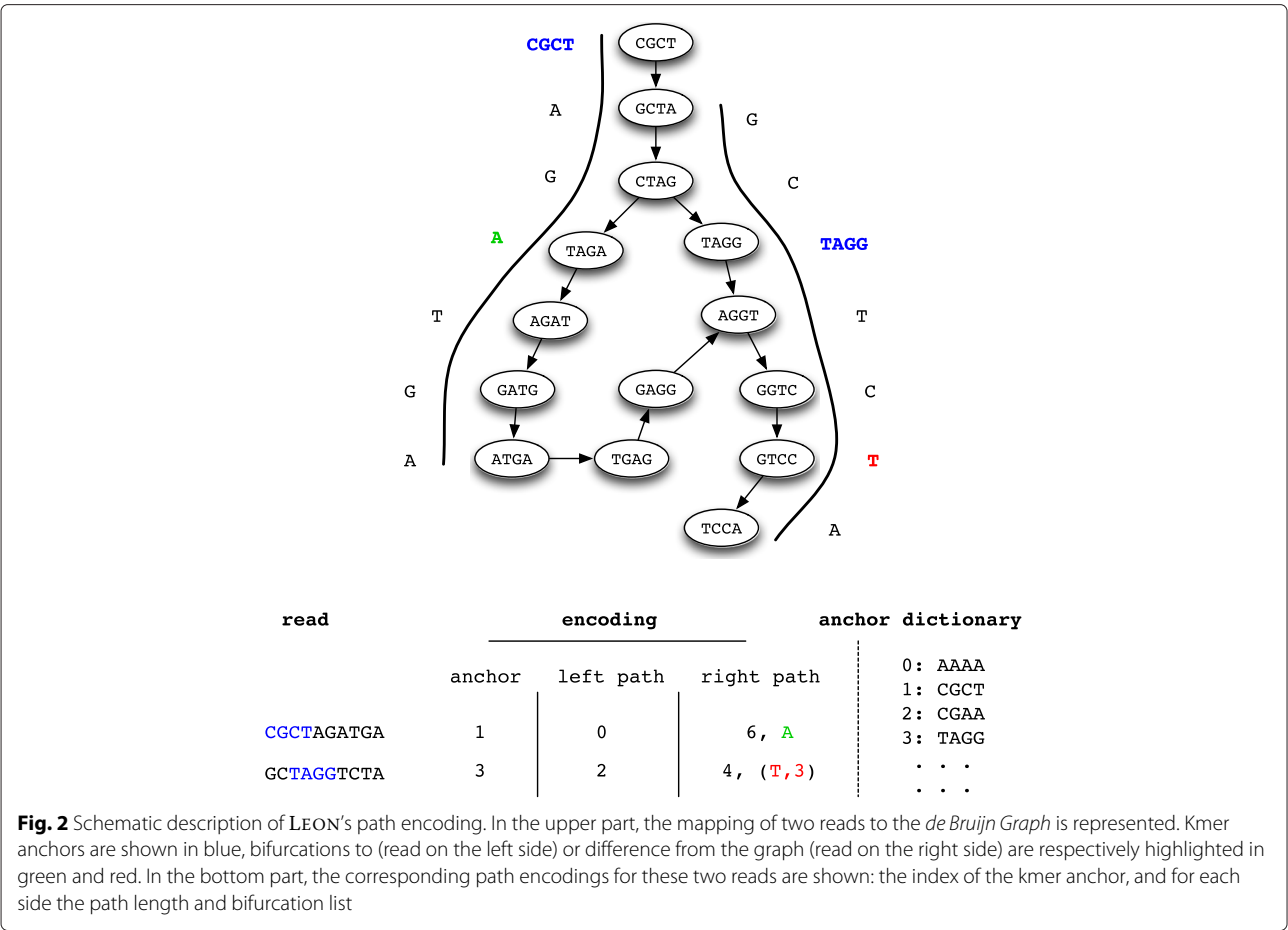 CGCT CGCT
A GCTA G
G CTAG C
A TAGA TAGG TAGG
T AGAT AGGT T
G GATG GAGG GGTC C
A ATGA TGAG GTCC T
TCCA A
read encoding anchor dictionary
anchor left path right path
0: AAAA
1: CGCT
2: CGAA
3: TAGG
. . .
. . .
CGCTAGATGA 1 0 6, A
GCTAGGTCTA 3 2 4, (T,3)
Fig. 2 Schematic description of LEON's path encoding. In the upper part, the mapping of two reads to the de Bruijn Graph is represented. Kmer
anchors are shown in blue, bifurcations to (read on the left side) or difference from the graph (read on the right side) are respectively highlighted in
green and red. In the bottom part, the corresponding path encodings for these two reads are shown: the index of the kmer anchor, and for each
side the path length and bifurcation list